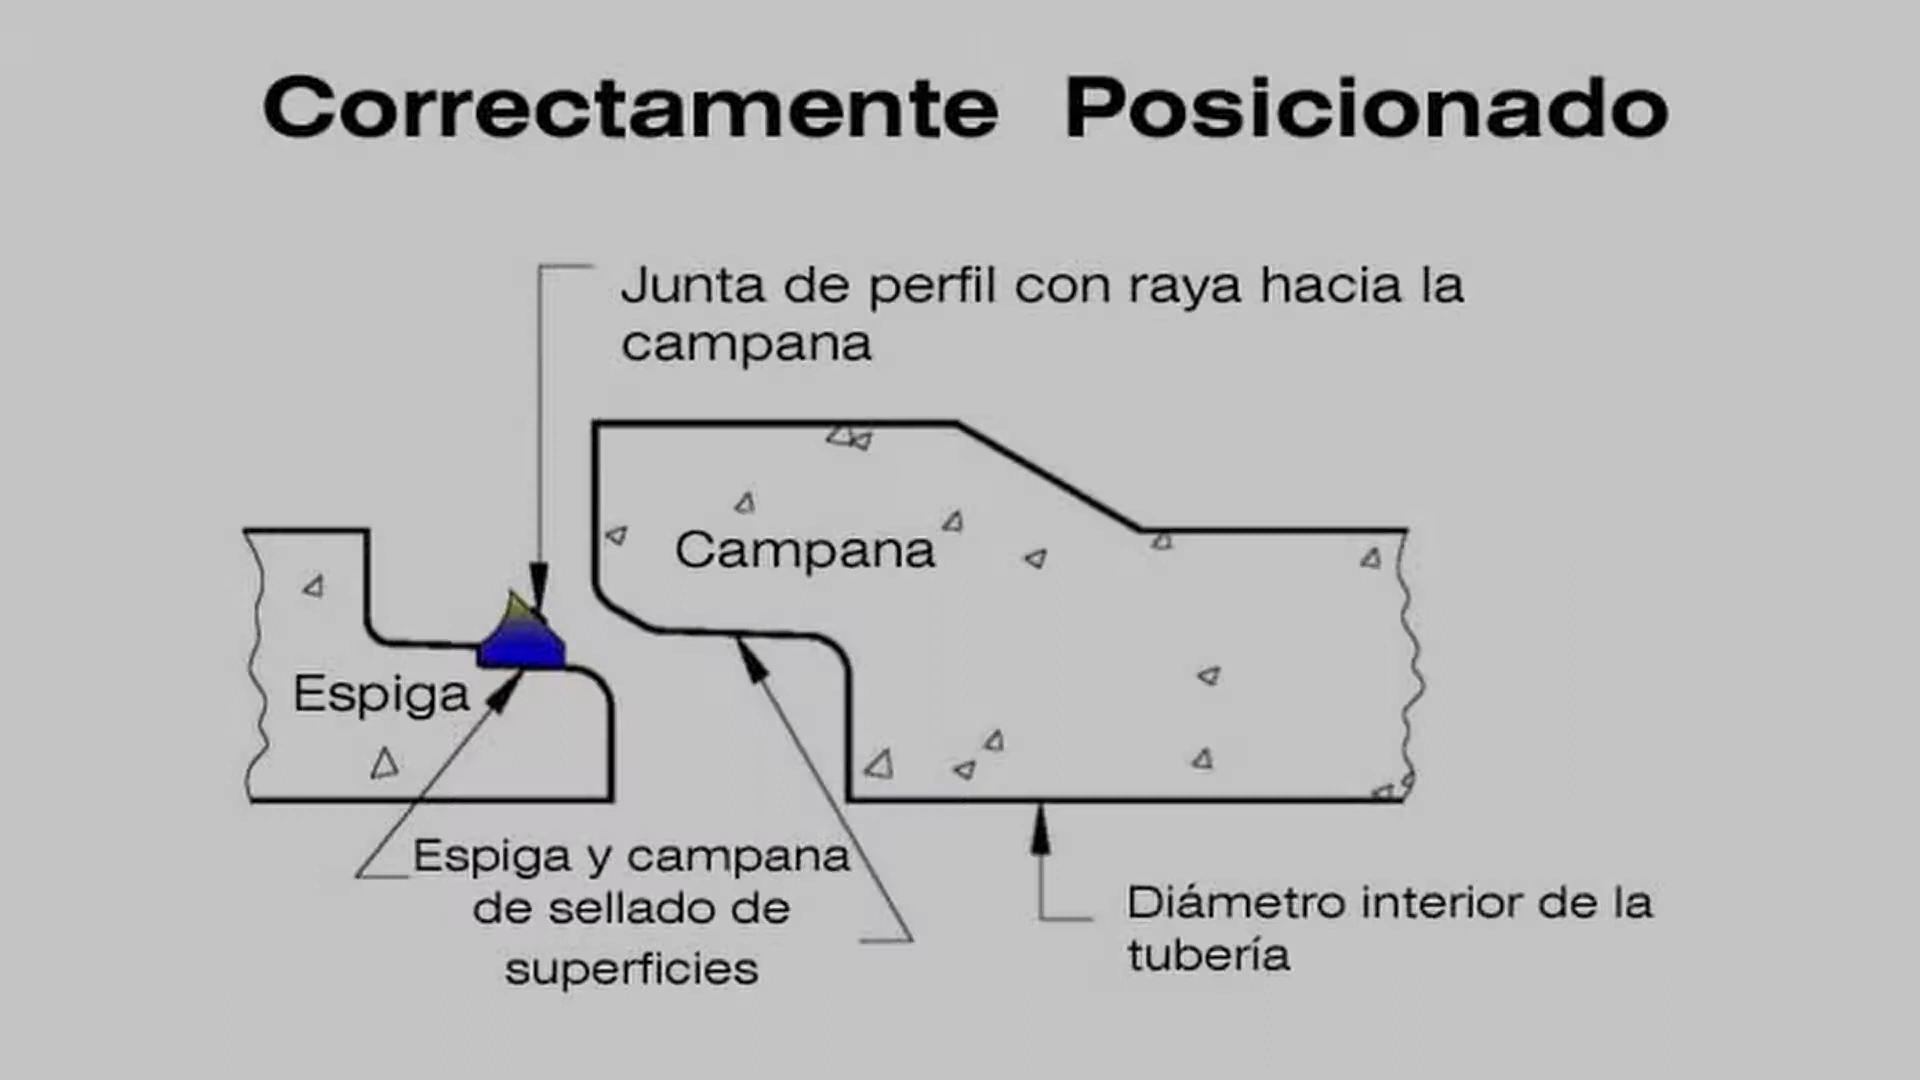 Correctamente Posicionado
Junta de perfil con raya hacia la
campana
Campana
Espiga
Espiga y campana
de sellado de
superficies
Diámetro interior de la
tubería